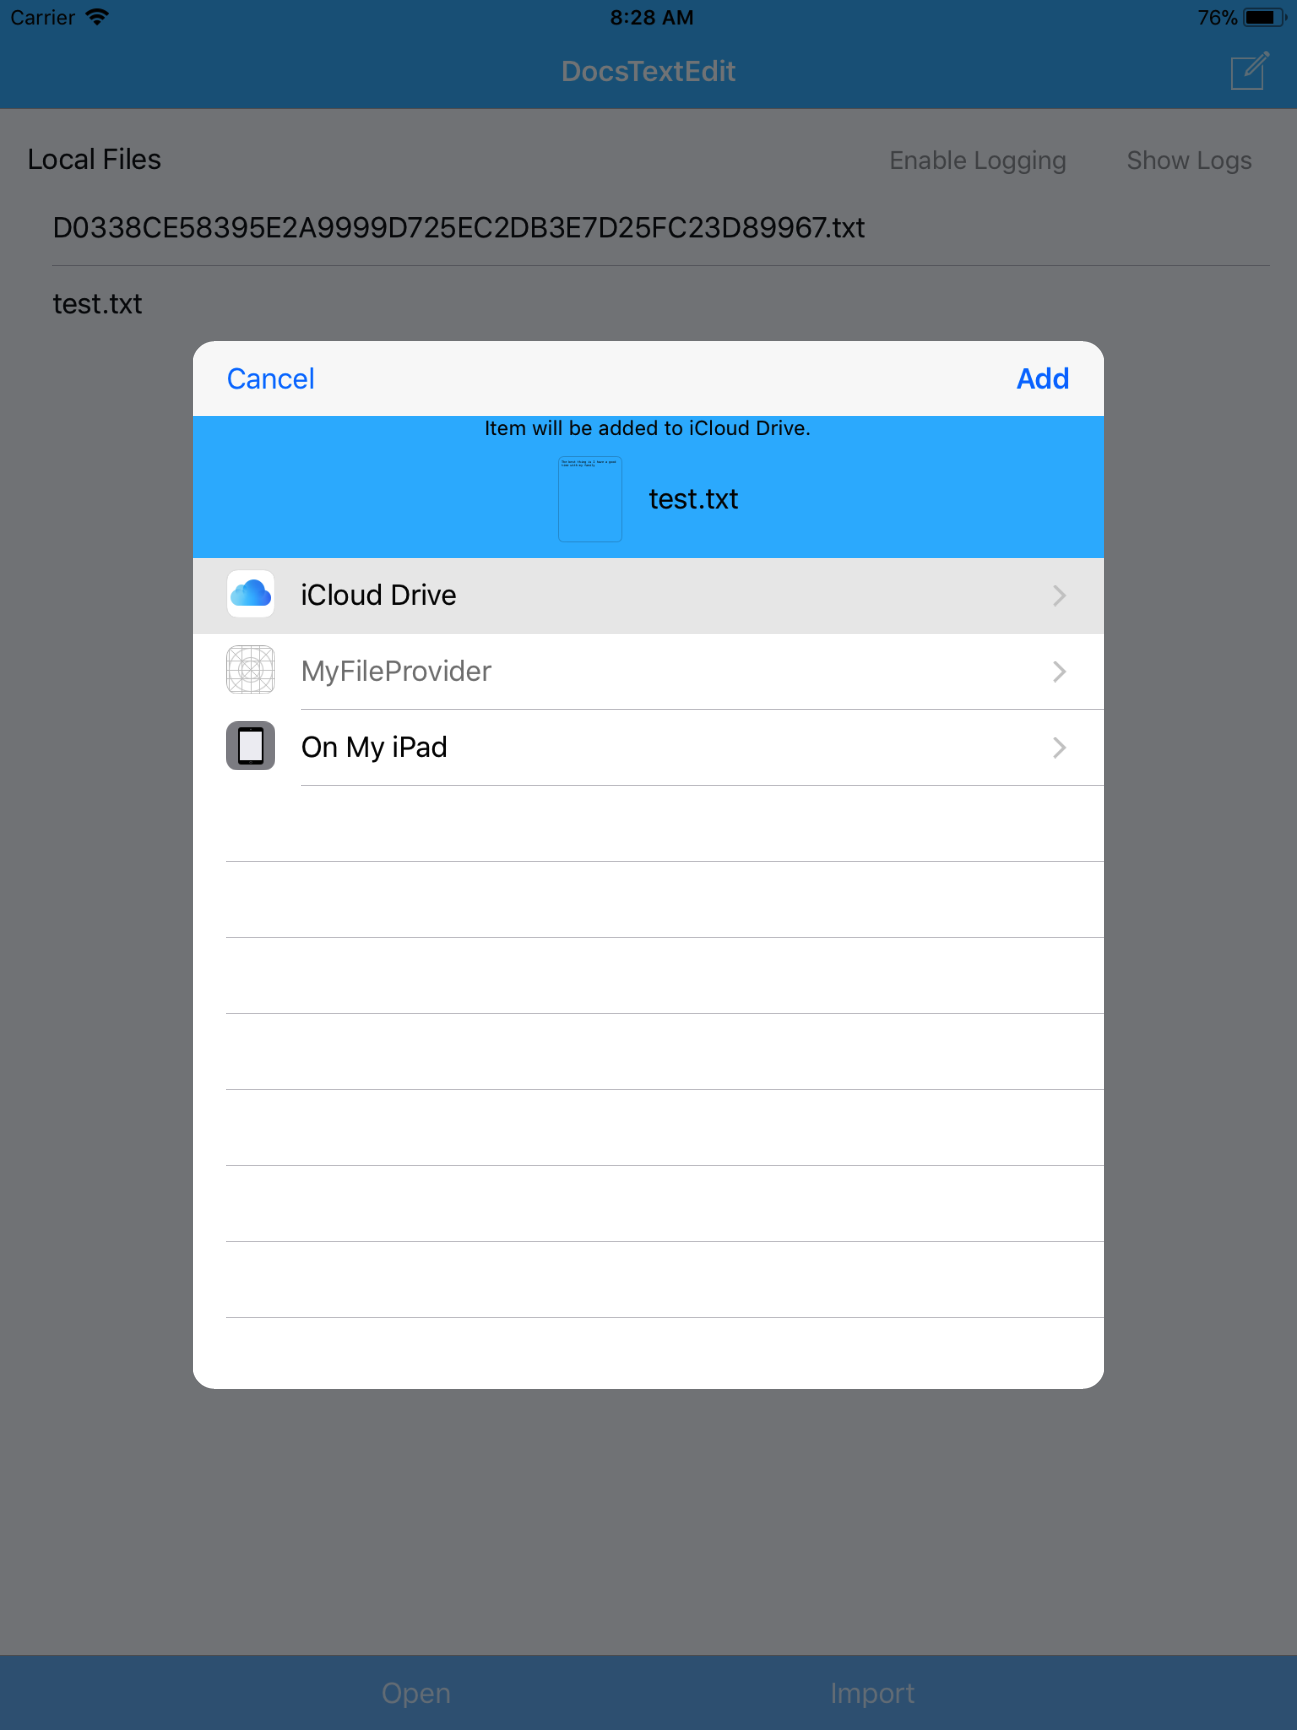 Carrier 8:28 AM 76%
DocsTextEdit
Local Files Enable Logging Show Logs
D0338CE58395E2A9999D725EC2DB3E7D25FC23D89967.txt
test.txt
Cancel Add
Item will be added to iCloud Drive.
test.txt
iCloud Drive
MyFileProvider
On My iPad
Open Import